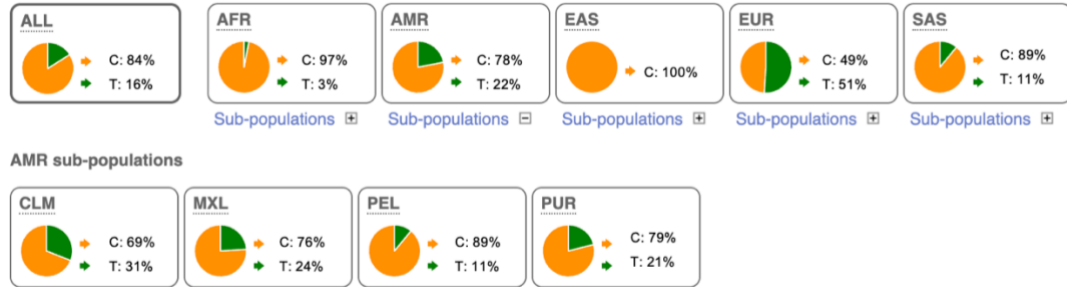 ALL
C: 84%
T: 16%
AFR
C: 97%
T: 3%
Sub-populations
AMR
C: 78%
T: 22%
Sub-populations
EAS
C: 100%
Sub-populations
EUR
C: 49%
T: 51%
Sub-populations
SAS
C: 89%
T: 11%
Sub-populations
AMR sub-populations
CLM
C: 69%
T: 31%
MXL
C: 76%
T: 24%
PEL
C: 89%
T: 11%
PUR
C: 79%
T: 21%